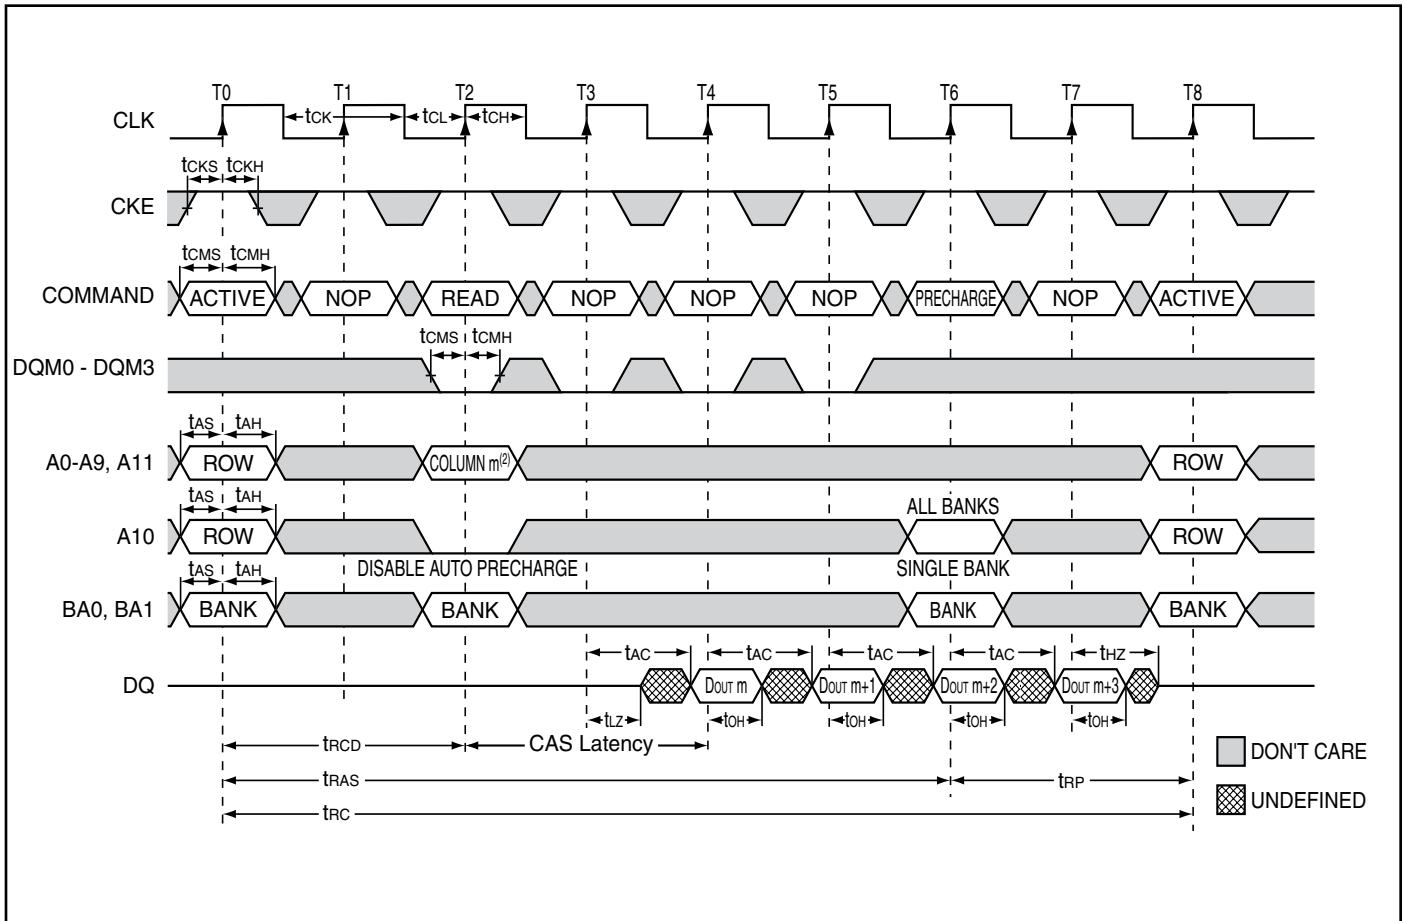 T0 T1 T2 T3 T4 T5 T6 T7 T8
CLK tCK tCL tCH
tCKS tCKH
CKE
tCMS tCMH
COMMAND ACTIVE NOP READ NOP NOP NOP PRECHARGE NOP ACTIVE
tCMS tCMH
DQM0 - DQM3
tAS tAH
A0-A9, A11 ROW COLUMN m(2) ROW
tAS tAH ALL BANKS
A10 ROW ROW
DISABLE AUTO PRECHARGE SINGLE BANK
tAS tAH
BA0, BA1 BANK BANK BANK BANK
tAC tAC tAC tAC tHZ
DQ DOUT m DOUT m+1 DOUT m+2 DOUT m+3
tLZ tOH tOH tOH tOH
tRCD CAS Latency
DON'T CARE
tRAS tRP
UNDEFINED
tRC